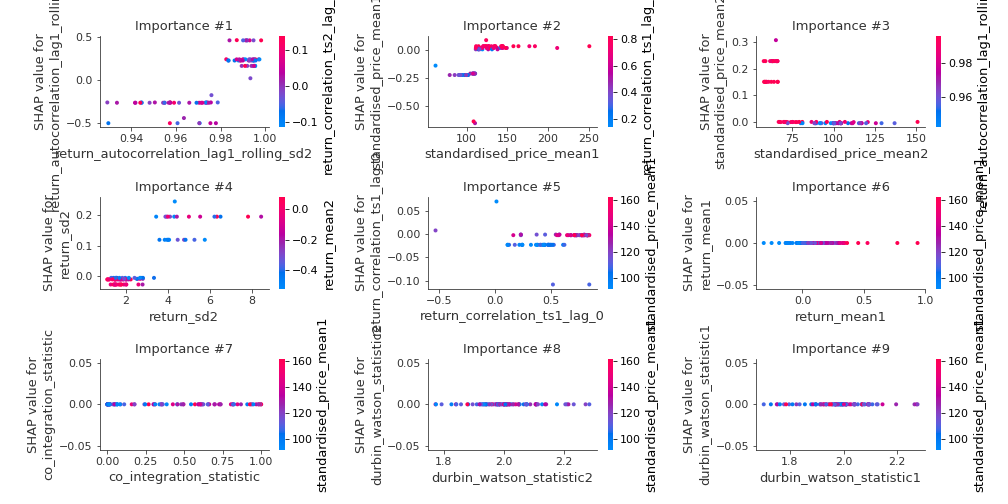 Importance #1
SHAP value for
return_autocorrelation_lag1_rolling_sd2
0.5
0.0
−0.5
0.94
0.96
0.98
1.00
return_autocorrelation_lag1_rolling_sd2
0.1
0.0
−0.1
return_correlation_ts2_lag_
Importance #2
SHAP value for
standardised_price_mean1
0.00
−0.25
−0.50
100
150
200
250
standardised_price_mean1
0.8
0.6
0.4
0.2
return_correlation_ts1_lag_
Importance #3
SHAP value for
standardised_price_mean2
0.3
0.2
0.1
0.0
75
100
125
150
standardised_price_mean2
0.98
0.96
return_autocorrelation_lag1_rolling
Importance #4
SHAP value for
return_sd2
0.2
0.1
0.0
2
4
6
8
return_sd2
0.0
−0.2
−0.4
return_mean2
Importance #5
SHAP value for
return_correlation_ts1_lag_0
0.05
0.00
−0.05
−0.10
−0.5
0.0
0.5
return_correlation_ts1_lag_0
160
140
120
100
standardised_price_mean1
Importance #6
SHAP value for
return_mean1
0.05
0.00
−0.05
0.0
0.5
1.0
return_mean1
160
140
120
100
standardised_price_mean1
Importance #7
SHAP value for
co_integration_statistic
0.05
0.00
−0.05
0.00
0.25
0.50
0.75
1.00
co_integration_statistic
160
140
120
100
standardised_price_mean1
Importance #8
SHAP value for
durbin_watson_statistic2
0.05
0.00
−0.05
1.8
2.0
2.2
durbin_watson_statistic2
160
140
120
100
standardised_price_mean1
Importance #9
SHAP value for
durbin_watson_statistic1
0.05
0.00
−0.05
1.8
2.0
2.2
durbin_watson_statistic1
160
140
120
100
standardised_price_mean1